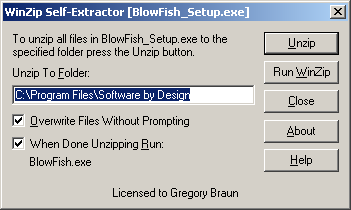 WinZip Self-Extractor [BlowFish_Setup.exe]
To unzip all files in BlowFish_Setup.exe to the
specified folder press the Unzip button.
Unzip To Folder:
C:\Program Files\Software by Design
Overwrite Files Without Prompting
When Done Unzipping Run:
BlowFish.exe
Unzip
Run WinZip
Close
About
Help
Licensed to Gregory Braun